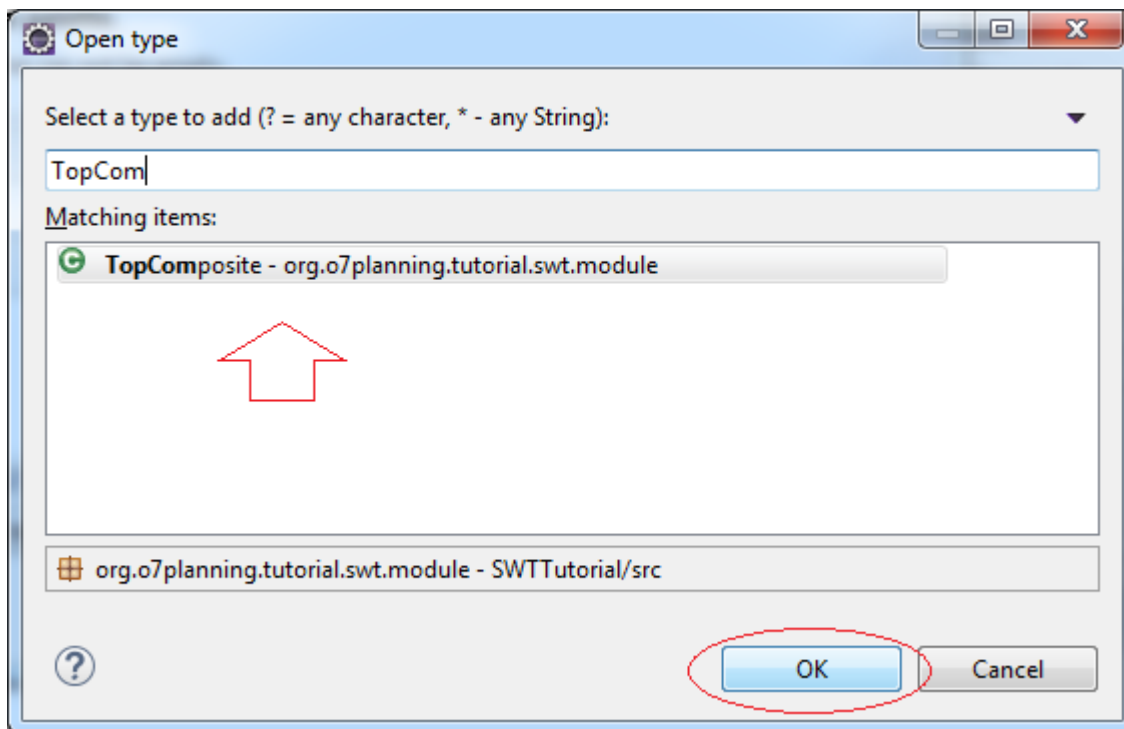 Open type
Select a type to add (? = any character, * - any String):
TopCom
Matching items:
TopComposite - org.o7planning.tutorial.swt.module
org.o7planning.tutorial.swt.module - SWTTutorial/src
OK
Cancel